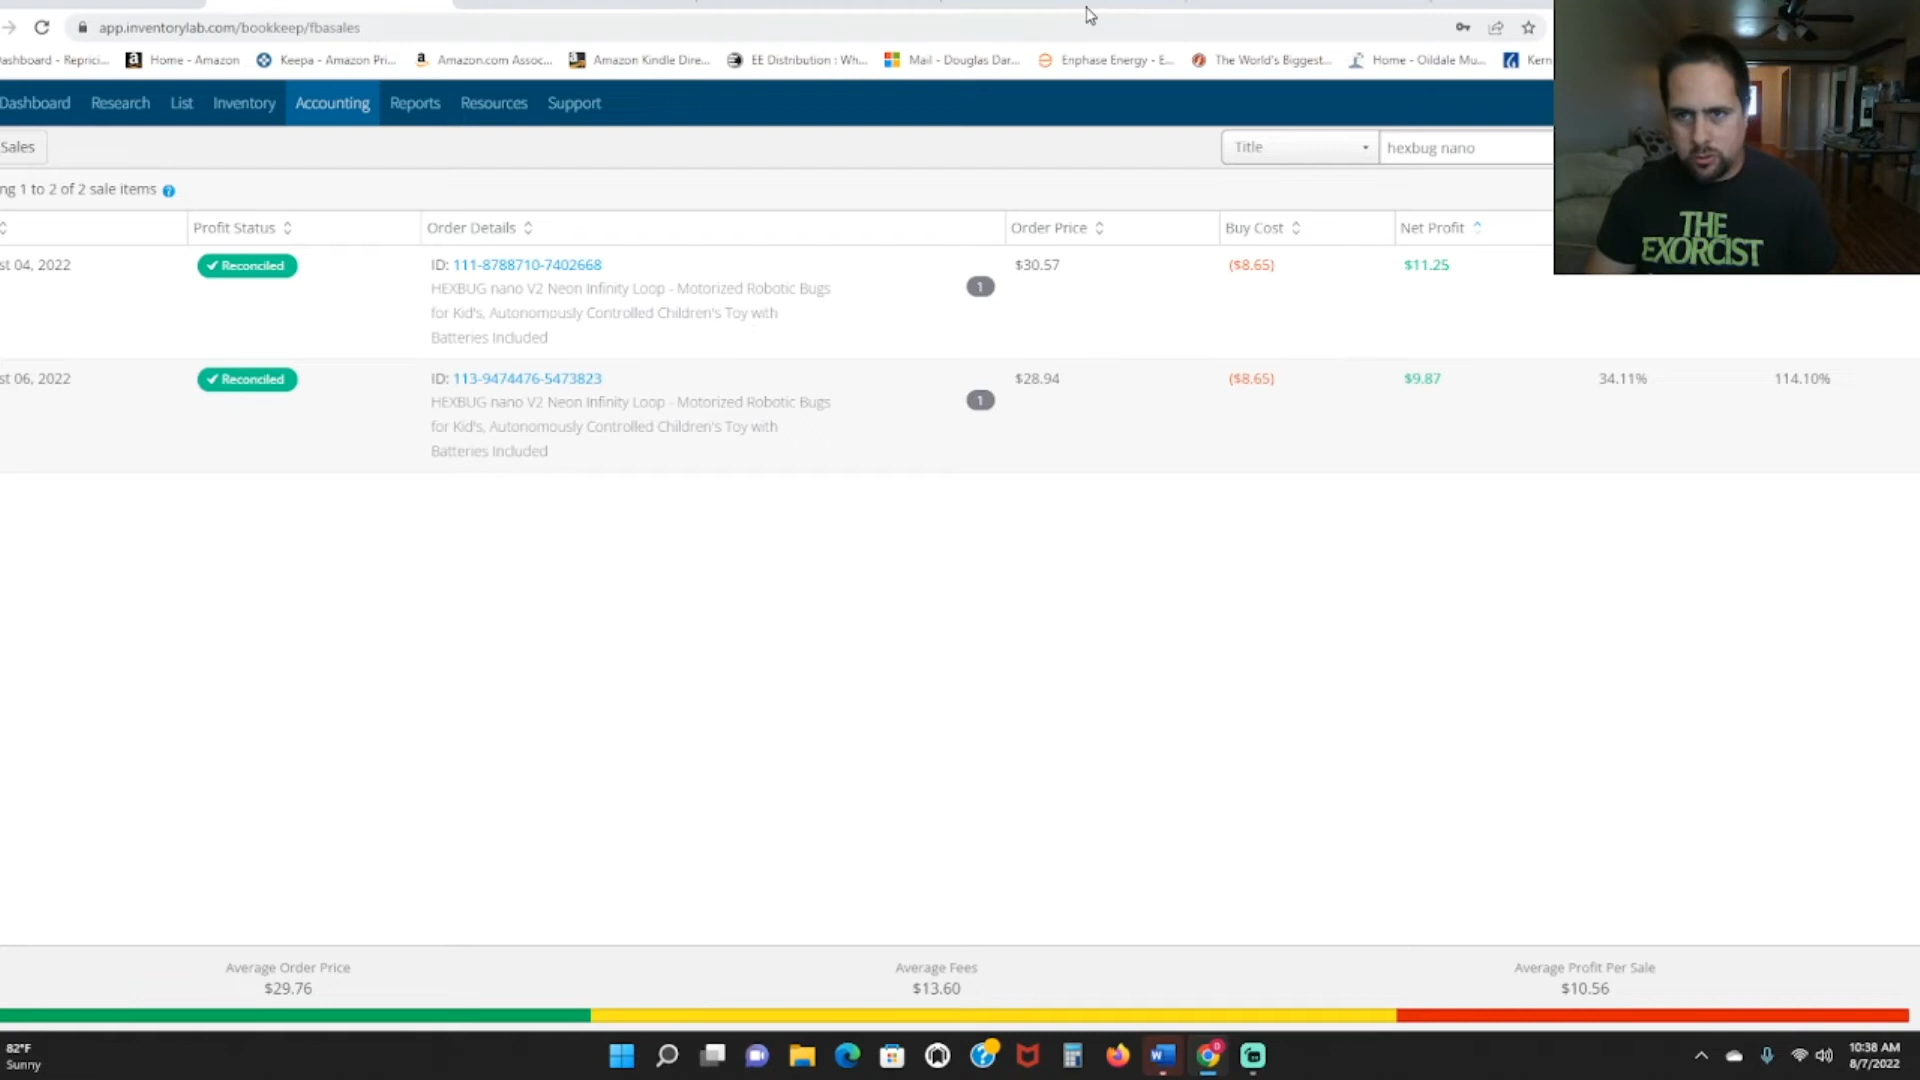 app.inventorylab.com/bookkeep/fbasales
ashboard - Reprici... Home - Amazon Keepa - Amazon Pri... Amazon.com Assoc... Amazon Kindle Dire... EE Distribution : Wh... Mail - Douglas Dar... Enphase Energy - E... The World's Biggest... Home - Oildale Mu... Kern
Dashboard Research List Inventory Accounting Reports Resources Support
Sales Title hexbug nano
ng 1 to 2 of 2 sale items
Profit Status Order Details Order Price Buy Cost Net Profit
st 04, 2022 Reconciled ID: 111-8788710-7402668 1 $30.57 ($8.65) $11.25
HEXBUG nano V2 Neon Infinity Loop - Motorized Robotic Bugs
for Kid's, Autonomously Controlled Children's Toy with
Batteries Included
st 06, 2022 Reconciled ID: 113-9474476-5473823 1 $28.94 ($8.65) $9.87 34.11% 114.10%
HEXBUG nano V2 Neon Infinity Loop - Motorized Robotic Bugs
for Kid's, Autonomously Controlled Children's Toy with
Batteries Included
THE
EXORCIST
Average Order Price Average Fees Average Profit Per Sale
$29.76 $13.60 $10.56
82°F
Sunny
10:38 AM
8/7/2022